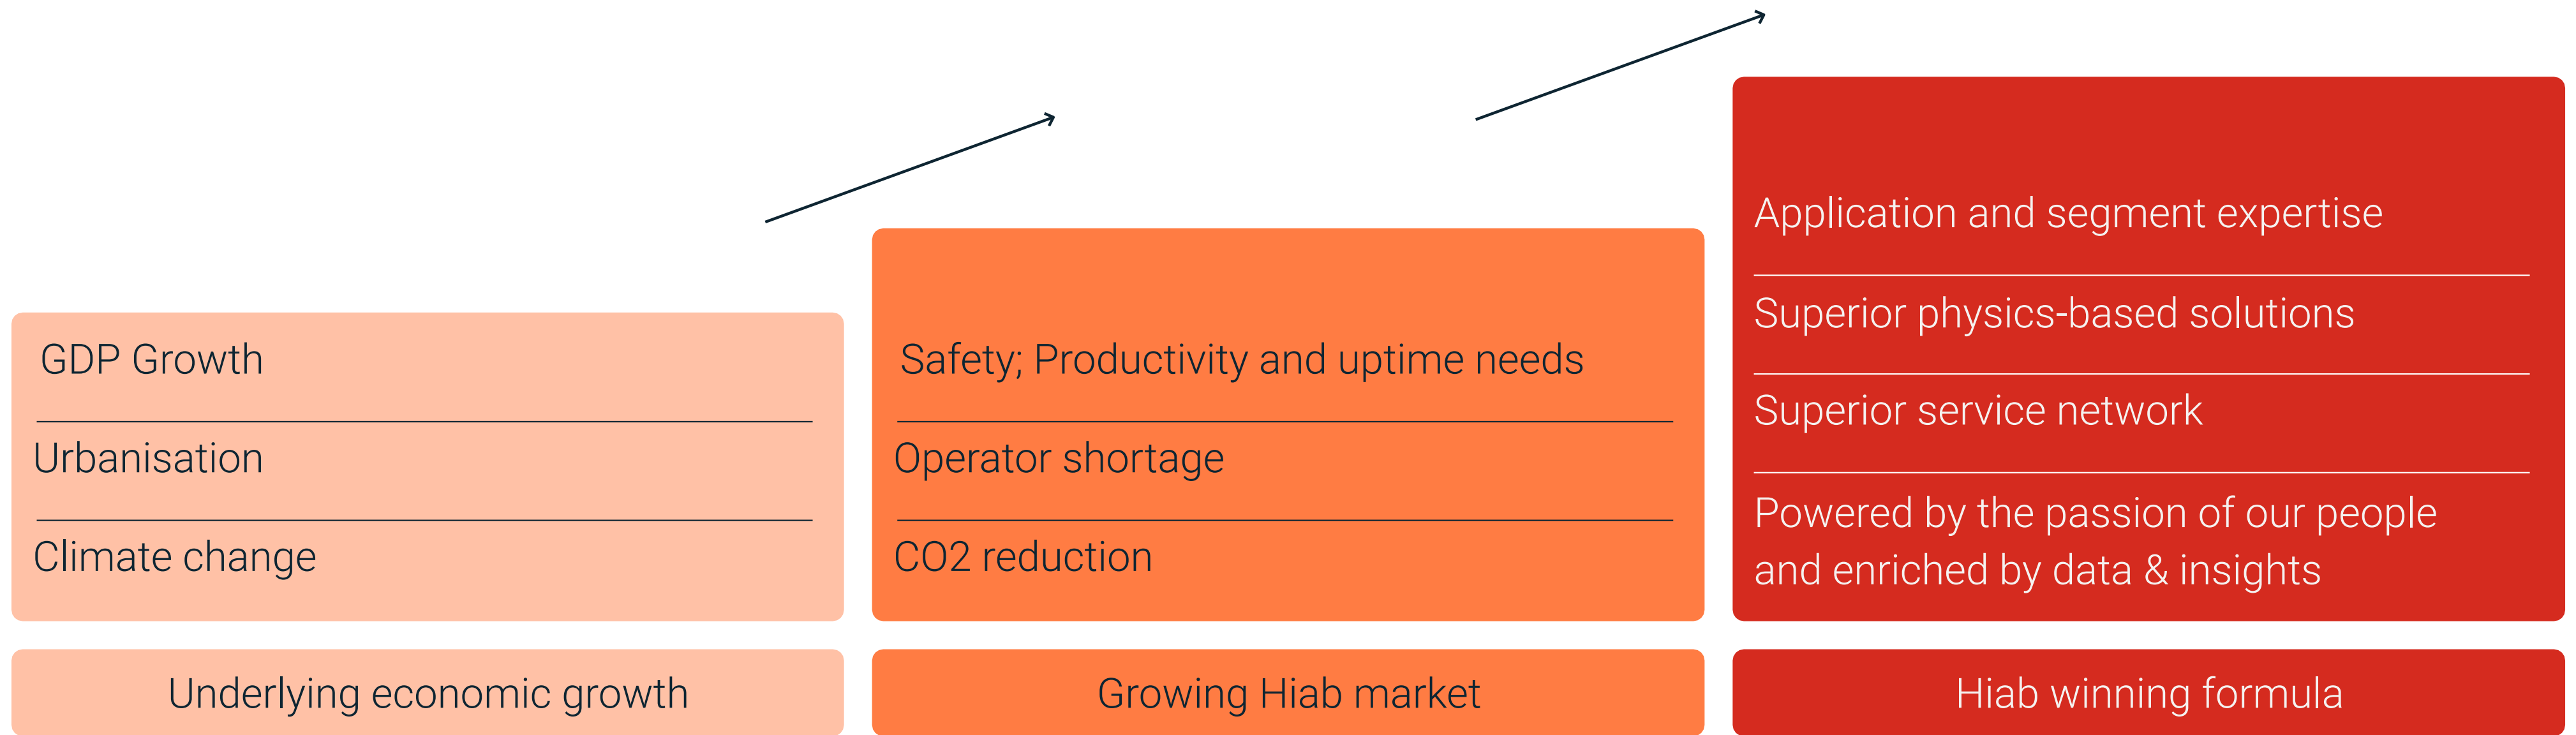 GDP Growth
Urbanisation
Climate change
Underlying economic growth
Safety; Productivity and uptime needs
Operator shortage
CO2 reduction
Growing Hiab market
Application and segment expertise
Superior physics-based solutions
Superior service network
Powered by the passion of our people
and enriched by data & insights
Hiab winning formula